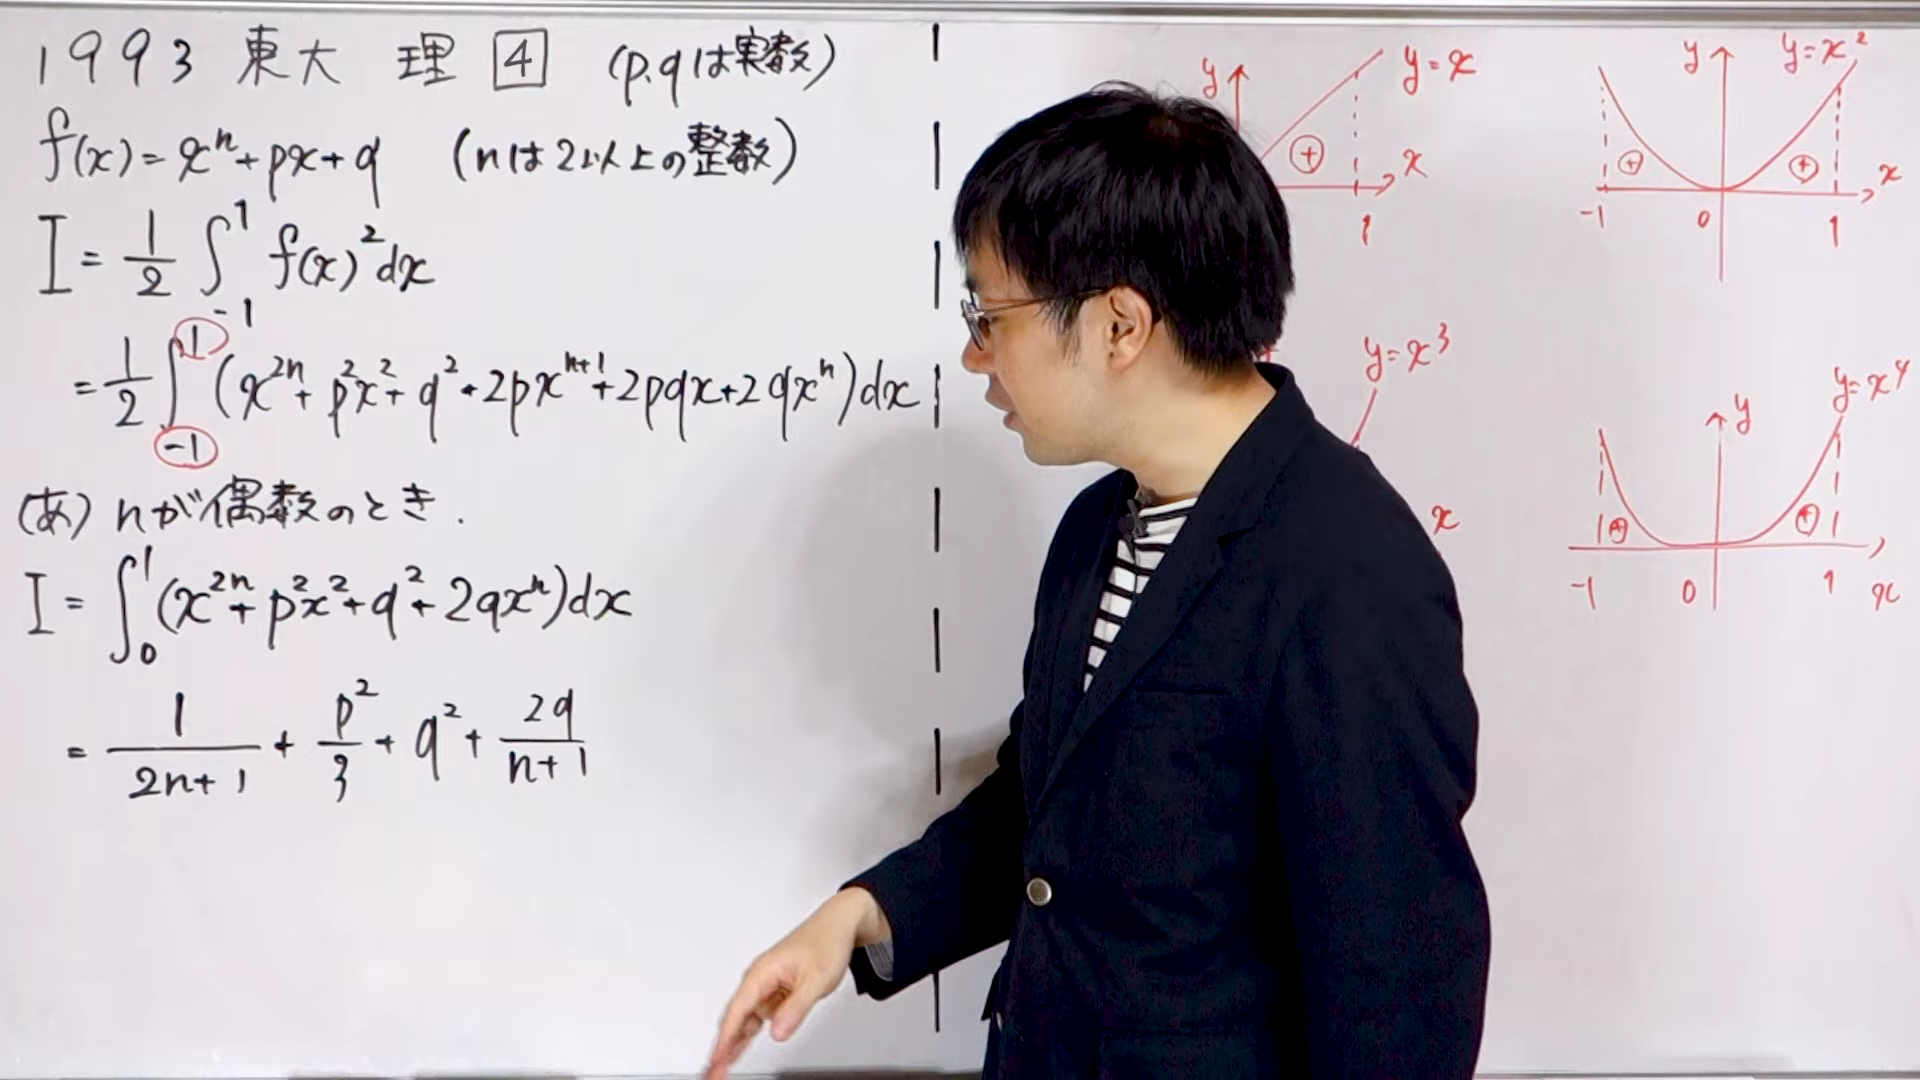 1993 東大 理 4 (p,qは実数)
f(x)=x^n+px+q (nは2以上の整数)
I=1/2∫_{-1}^{1} f(x)^2dx
=1/2∫_{-1}^{1}(x^{2n}+p^2x^2+q^2+2px^{n+1}+2pqx+2qx^n)dx
(あ) nが偶数のとき.
I=∫_0^1(x^{2n}+p^2x^2+q^2+2qx^n)dx
=1/(2n+1)+p^2/3+q^2+2q/(n+1)
y y=x
+ x
1
y y=x^2
+ + x
-1 0 1
y=x^3
x
y=x^4
y
+ +
-1 0 1 x